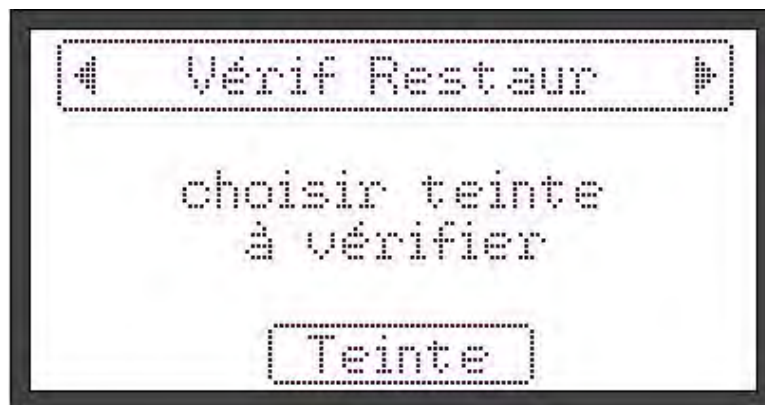 Vérif Restaur
choisir teinte
à vérifier
Teinte